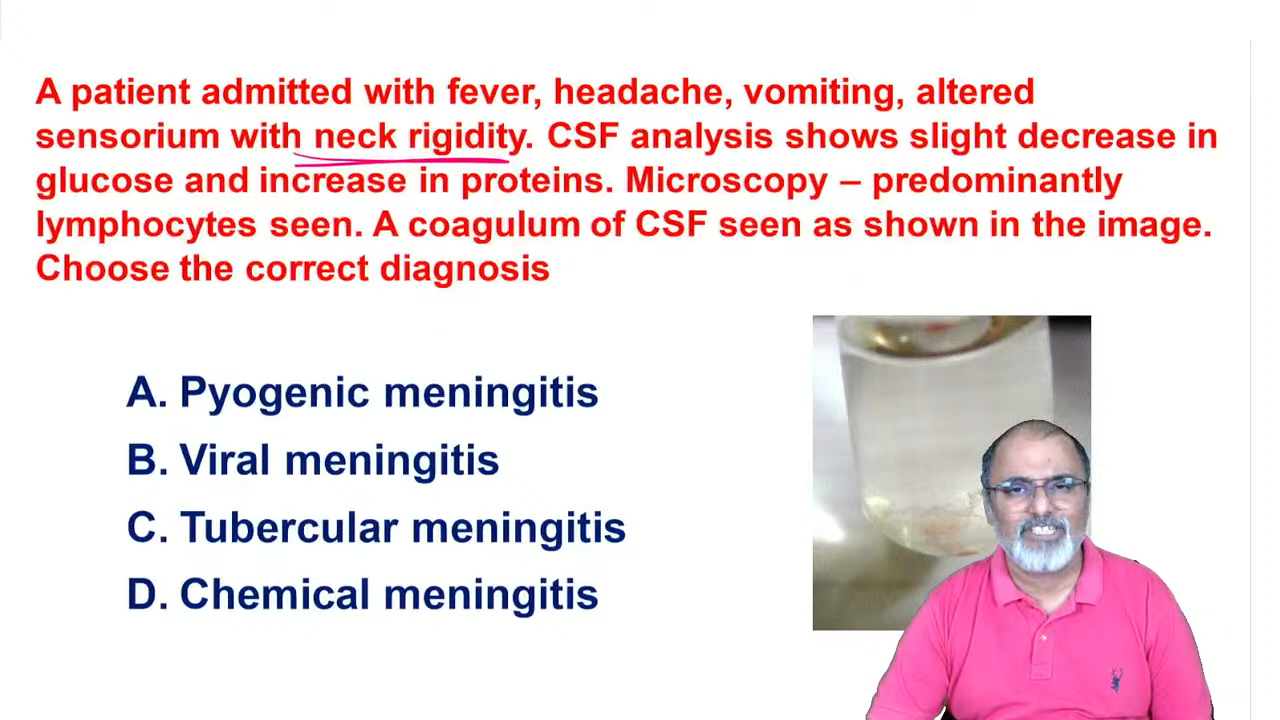 A patient admitted with fever, headache, vomiting, altered
sensorium with neck rigidity. CSF analysis shows slight decrease in
glucose and increase in proteins. Microscopy – predominantly
lymphocytes seen. A coagulum of CSF seen as shown in the image.
Choose the correct diagnosis
A. Pyogenic meningitis
B. Viral meningitis
C. Tubercular meningitis
D. Chemical meningitis